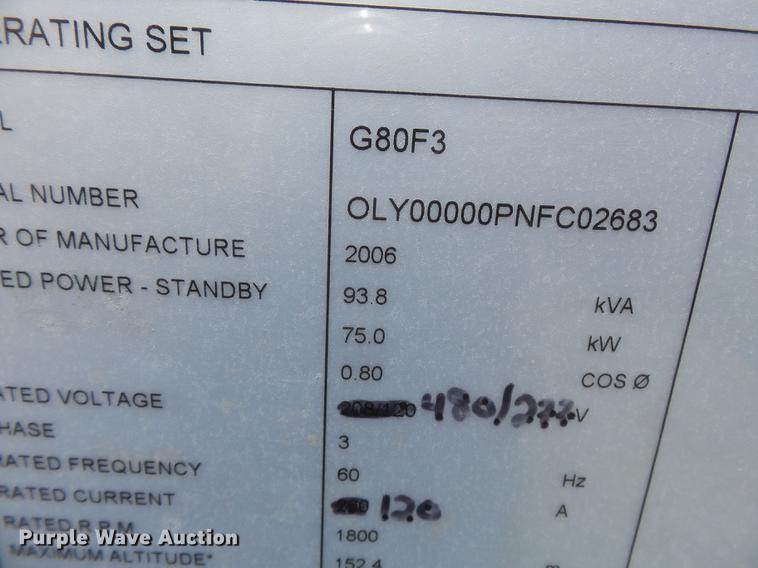 RATING SET
L G80F3
AL NUMBER OLY00000PNFC02683
R OF MANUFACTURE 2006
ED POWER - STANDBY 93.8 kVA
75.0 kW
0.80 COS Ø
ATED VOLTAGE 208/120 480/277 V
HASE 3
RATED FREQUENCY 60 Hz
RATED CURRENT 120 A
RATED R.P.M 1800
MAXIMUM ALTITUDE* 152.4 m
Purple Wave Auction